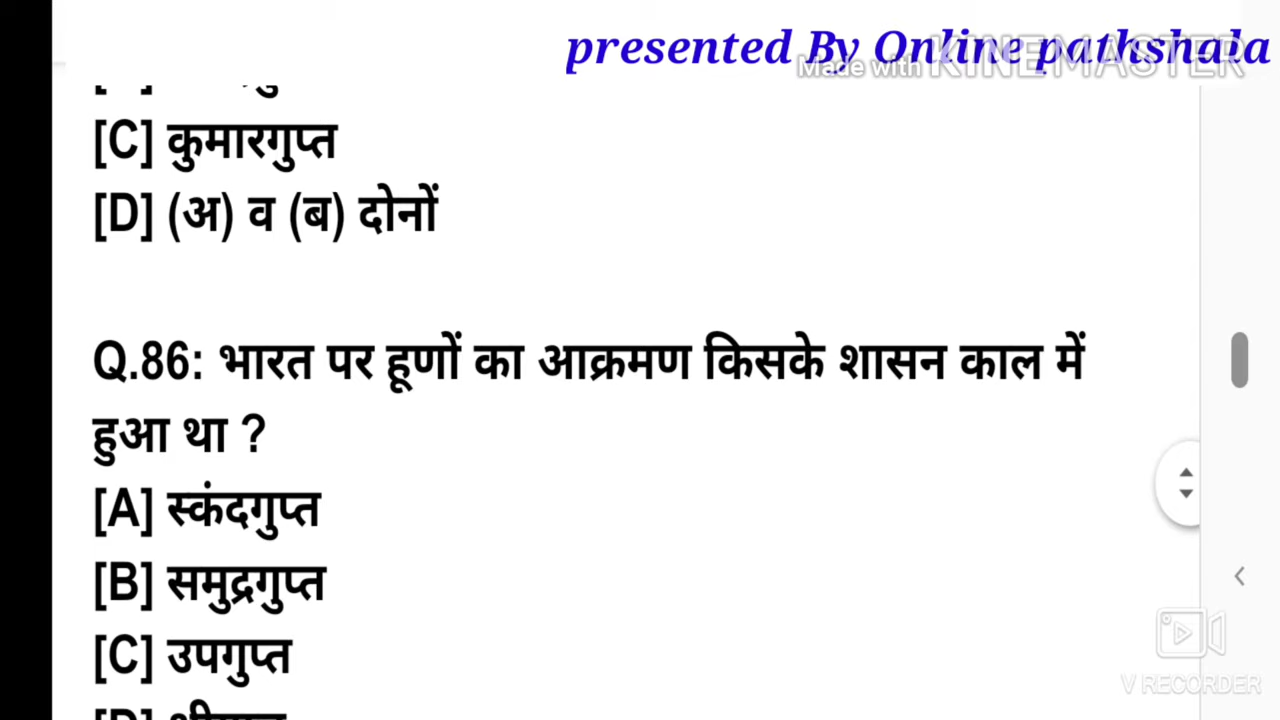 presented By Online pathshala
Made with KINEMASTER
[C] कुमारगुप्त
[D] (अ) व (ब) दोनों
Q.86: भारत पर हूणों का आक्रमण किसके शासन काल में
हुआ था ?
[A] स्कंदगुप्त
[B] समुद्रगुप्त
[C] उपगुप्त
V RECORDER